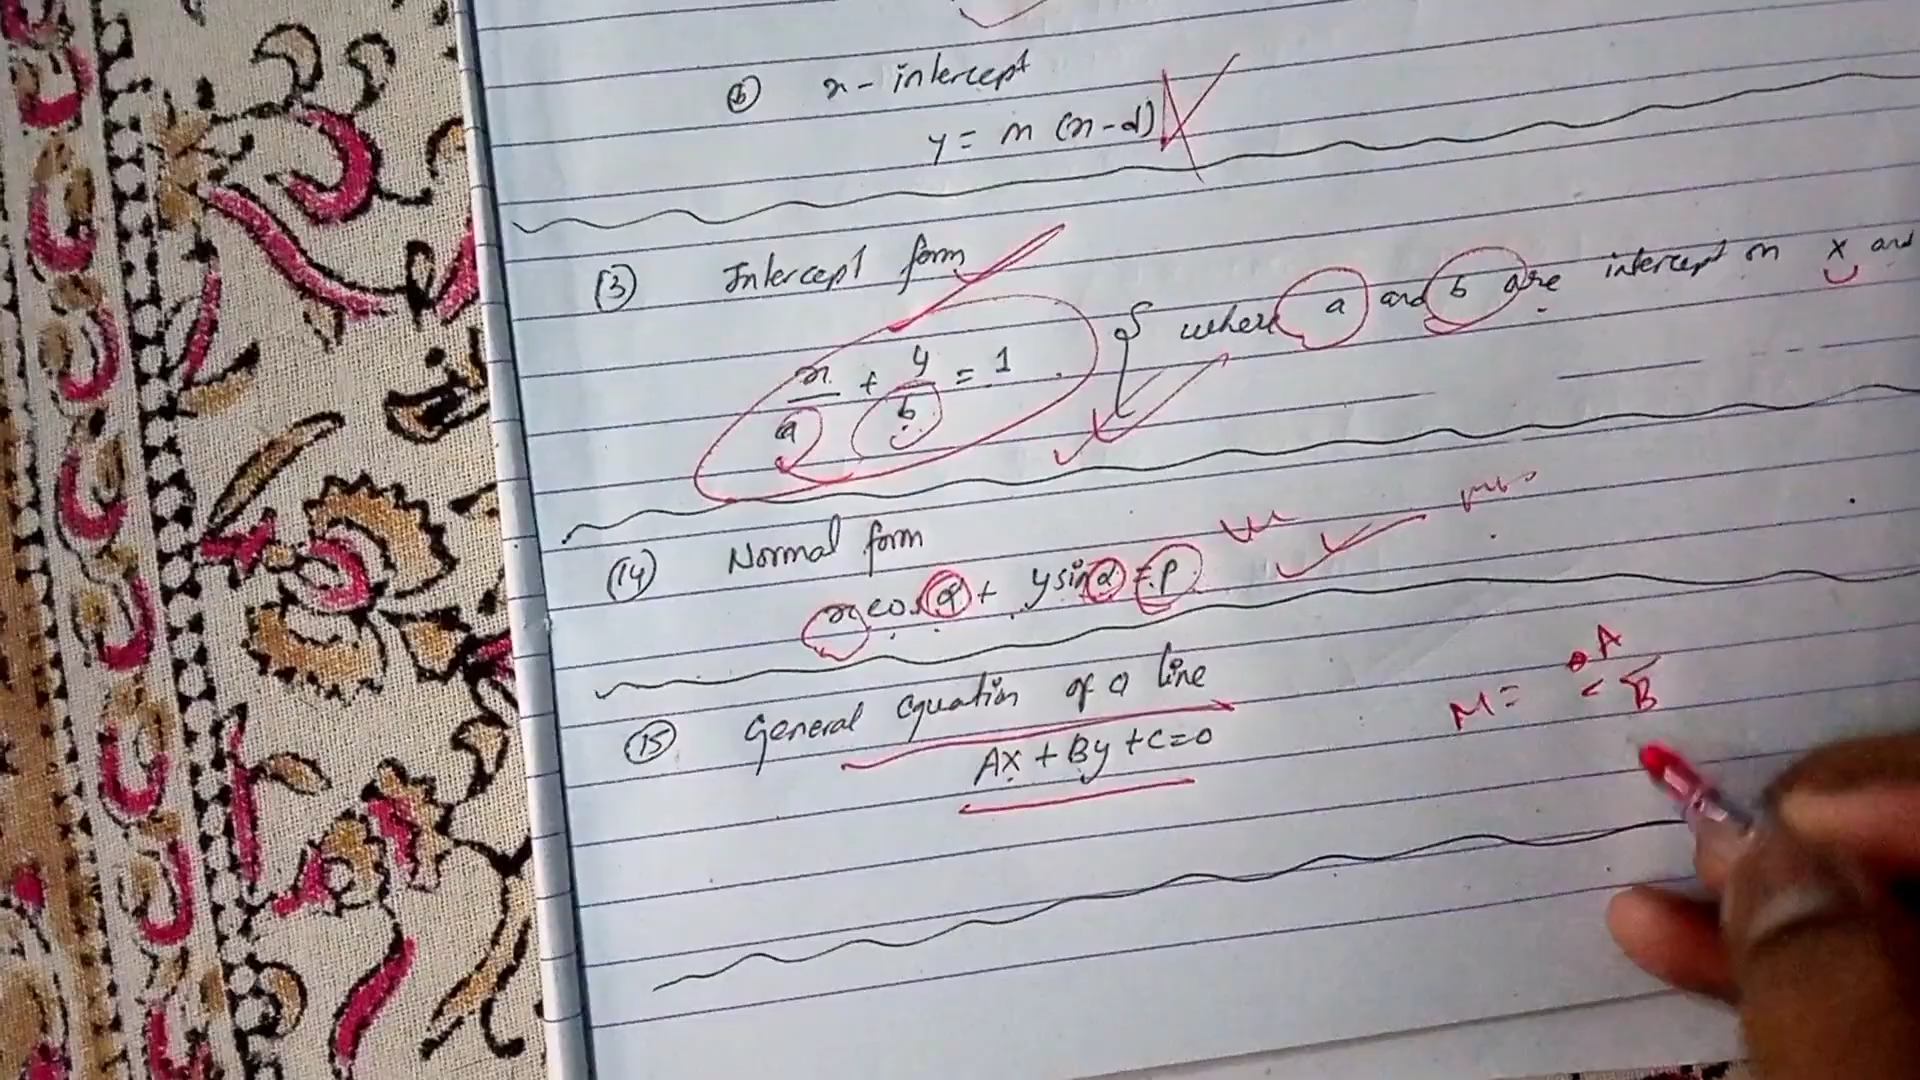 (b) x - intercept
y = m (x - d)
(3) Intercept form
x/a + y/b = 1 { where a and b are intercept on x and
(14) Normal form
x cos α + y sin α = p
(15) General equation of a line
Ax + By + C = 0
M = - A/B